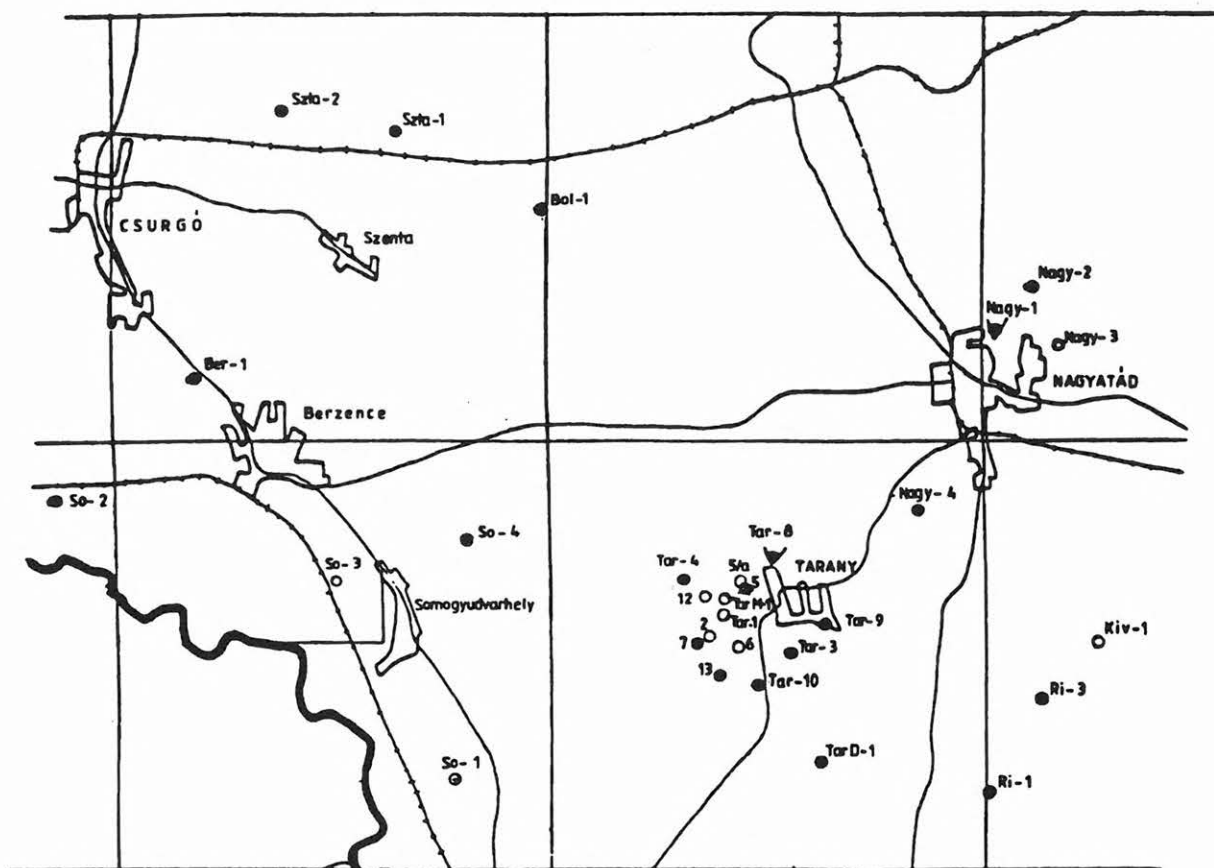 Szta-2
Szta-1
Bol-1
CSURGÓ
Szenta
Nagy-2
Nagy-1
Nagy-3
NAGYATÁD
Ber-1
Berzence
So-2
So-4
So-3
Somogyudvarhely
So-1
Nagy-4
Tar-8
Tar-4
5/a
5
TARANY
12
Tar M-1
Tar-1
2
Tar-9
7
6
Tar-3
13
Tar-10
TarD-1
Kiv-1
Ri-3
Ri-1